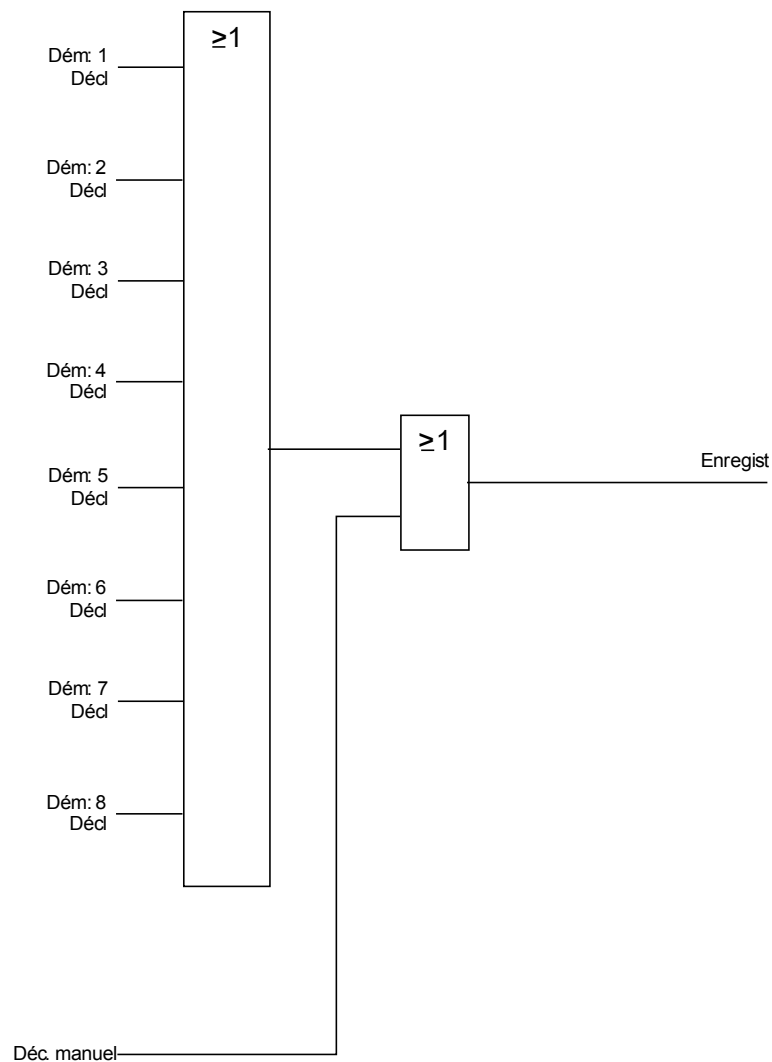 ≥1
Dém: 1
Décl
Dém: 2
Décl
Dém: 3
Décl
Dém: 4
Décl
≥1
Enregist
Dém: 5
Décl
Dém: 6
Décl
Dém: 7
Décl
Dém: 8
Décl
Déc. manuel